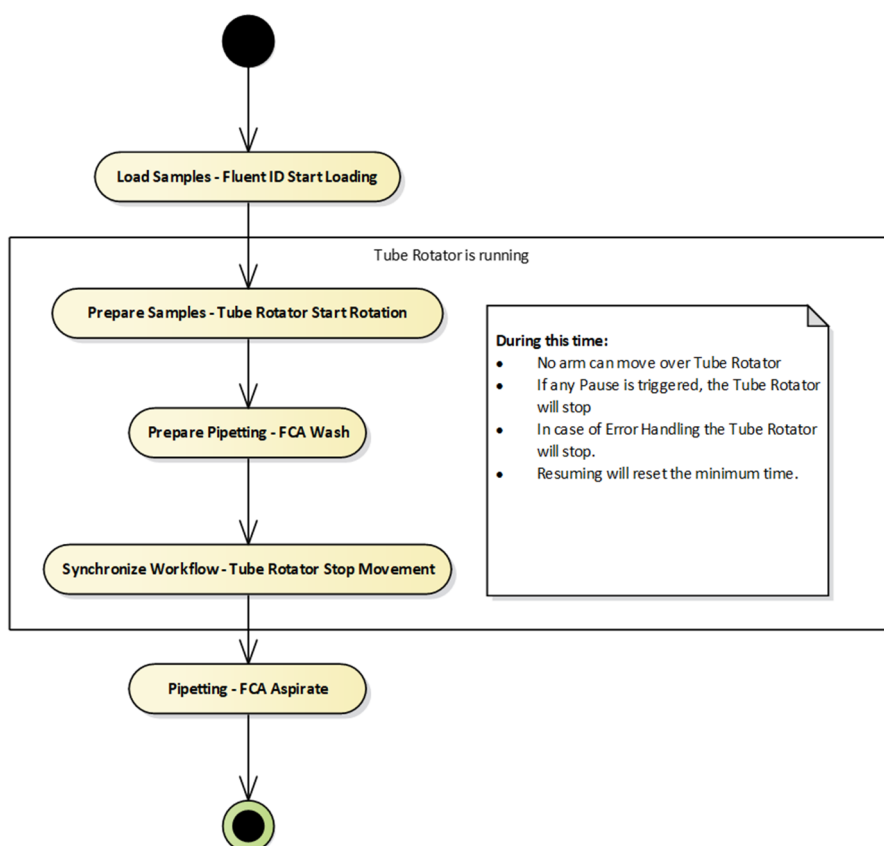 Load Samples - Fluent ID Start Loading
Tube Rotator is running
Prepare Samples - Tube Rotator Start Rotation
During this time:
• No arm can move over Tube Rotator
• If any Pause is triggered, the Tube Rotator
will stop
• In case of Error Handling the Tube Rotator
will stop.
• Resuming will reset the minimum time.
Prepare Pipetting - FCA Wash
Synchronize Workflow - Tube Rotator Stop Movement
Pipetting - FCA Aspirate